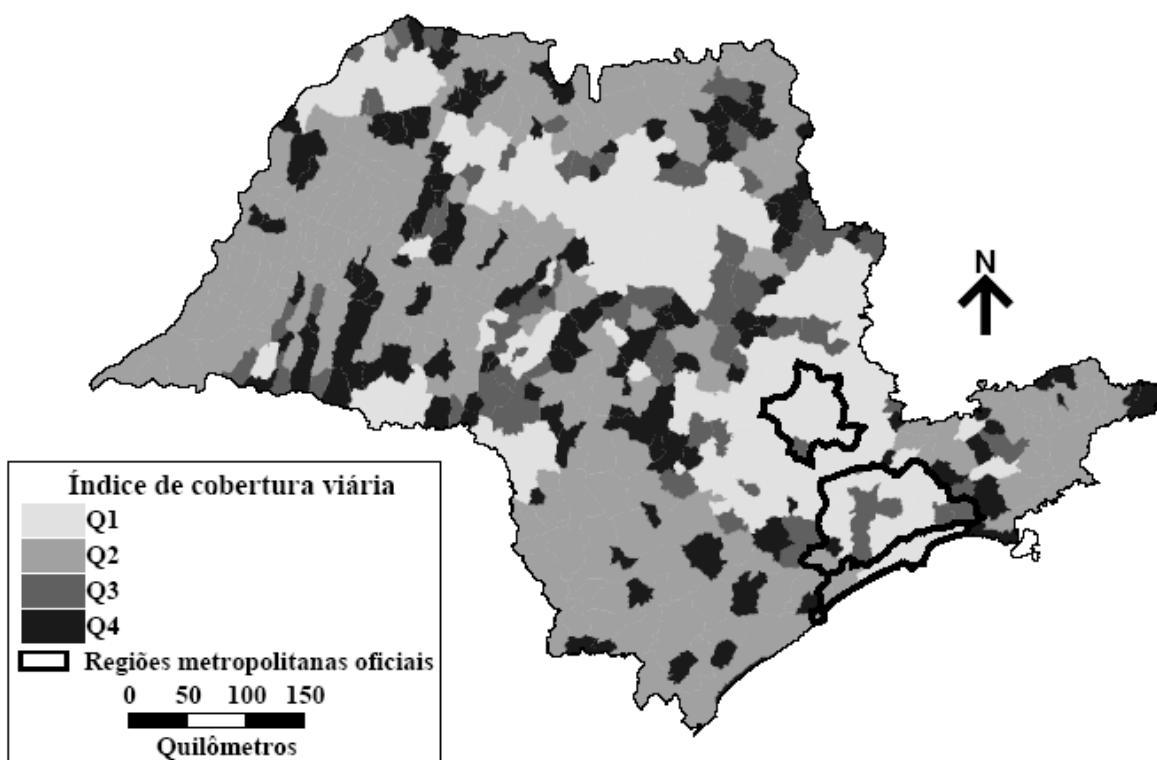 N
Índice de cobertura viária
Q1
Q2
Q3
Q4
Regiões metropolitanas oficiais
0 50 100 150
Quilômetros